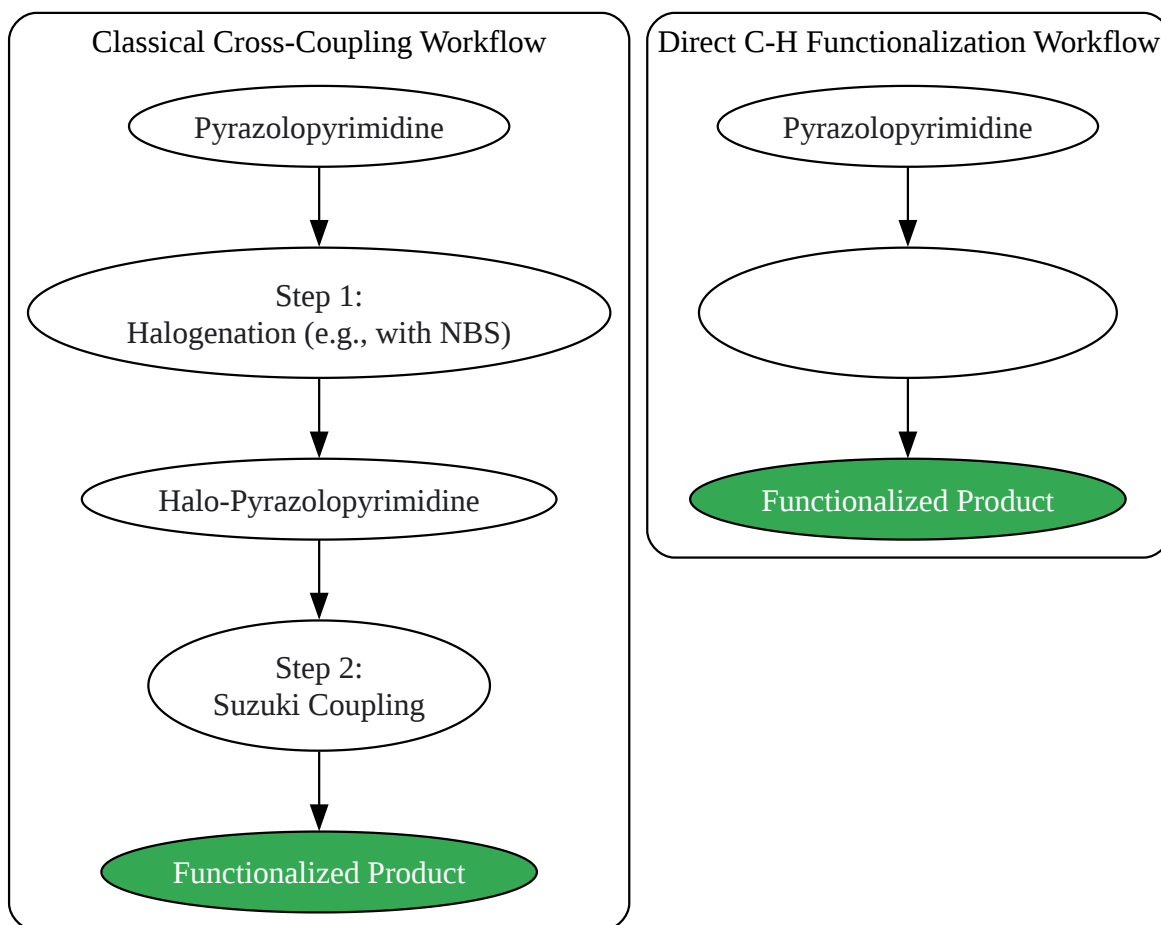 Classical Cross-Coupling Workflow
Pyrazolopyrimidine
Step 1:
Halogenation (e.g., with NBS)
Halo-Pyrazolopyrimidine
Step 2:
Suzuki Coupling
Functionalized Product
Direct C-H Functionalization Workflow
Pyrazolopyrimidine
Functionalized Product